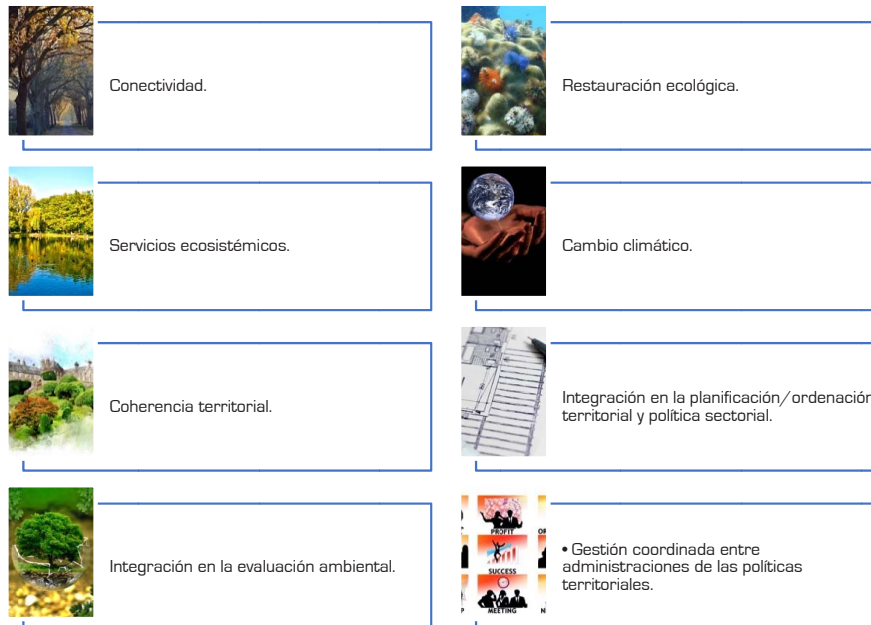 Conectividad.
Restauración ecológica.
Servicios ecosistémicos.
Cambio climático.
Coherencia territorial.
Integración en la planificación/ordenación
territorial y política sectorial.
Integración en la evaluación ambiental.
• Gestión coordinada entre
administraciones de las políticas
territoriales.
PROFIT
OP
SUCCESS
P
MEETING
N